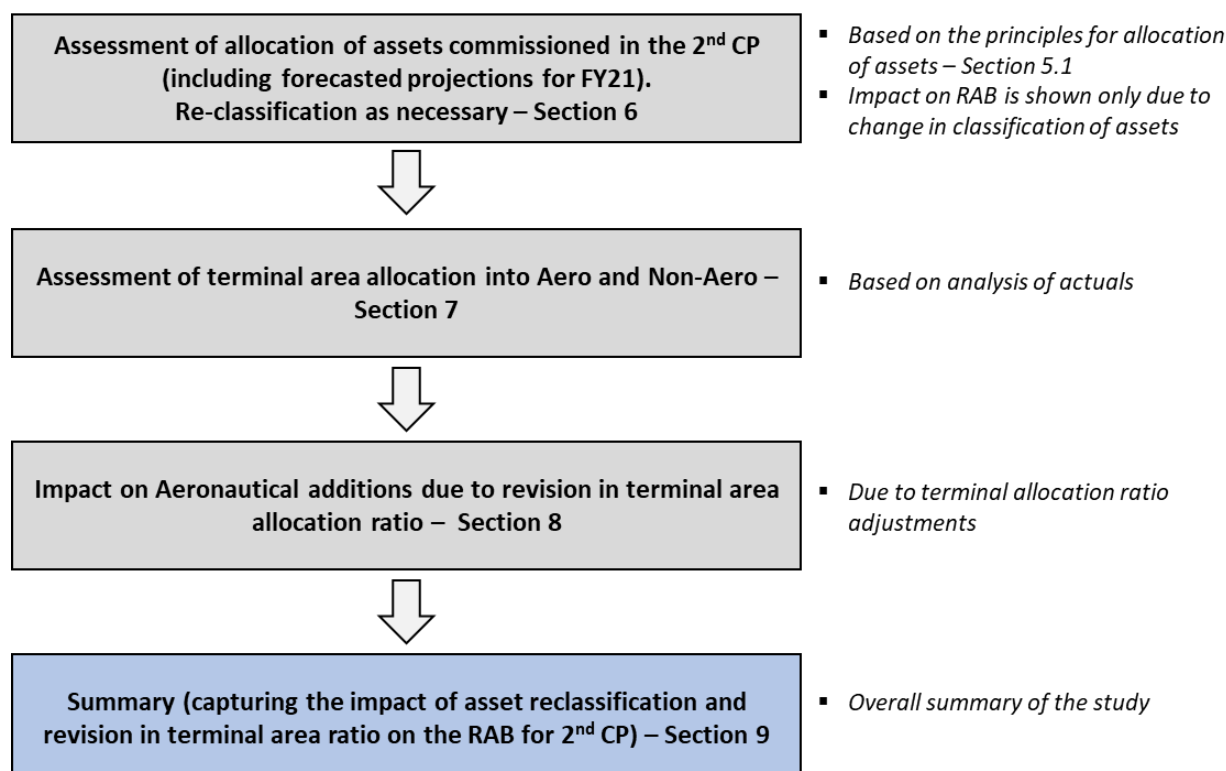 Assessment of allocation of assets commissioned in the 2nd CP
(including forecasted projections for FY21).
Re-classification as necessary – Section 6
▪ Based on the principles for allocation
of assets – Section 5.1
▪ Impact on RAB is shown only due to
change in classification of assets
Assessment of terminal area allocation into Aero and Non-Aero –
Section 7
▪ Based on analysis of actuals
Impact on Aeronautical additions due to revision in terminal area
allocation ratio – Section 8
▪ Due to terminal allocation ratio
adjustments
Summary (capturing the impact of asset reclassification and
revision in terminal area ratio on the RAB for 2nd CP) – Section 9
▪ Overall summary of the study